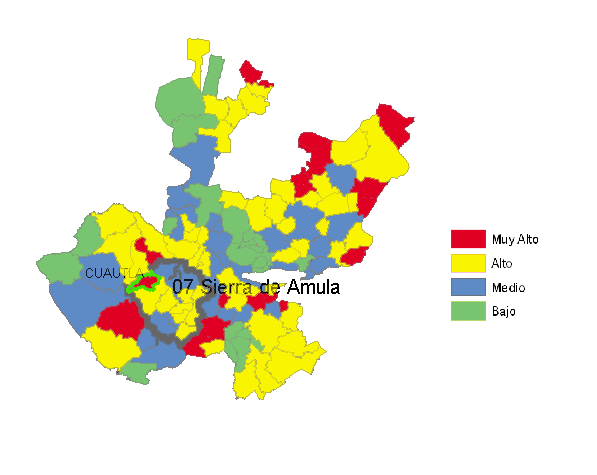 CUAUTLA
07 Sierra de Amula
Muy Alto
Alto
Medio
Bajo